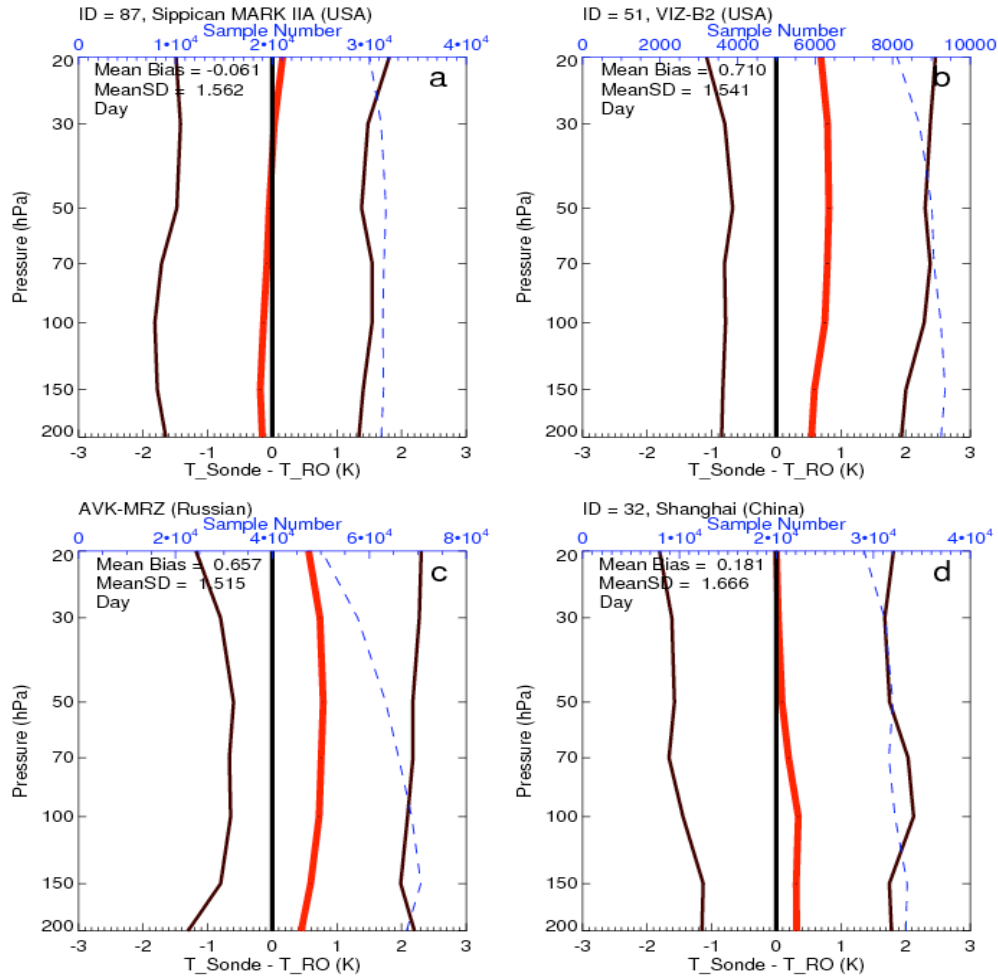 ID = 87, Sippican MARK IIA (USA)
Sample Number
0 1•10⁴ 2•10⁴ 3•10⁴ 4•10⁴
Mean Bias = -0.061
MeanSD = 1.562
Day
a
20
30
50
70
100
150
200
Pressure (hPa)
-3 -2 -1 0 1 2 3
T_Sonde - T_RO (K)
ID = 51, VIZ-B2 (USA)
Sample Number
0 2000 4000 6000 8000 10000
Mean Bias = 0.710
MeanSD = 1.541
Day
b
20
30
50
70
100
150
200
Pressure (hPa)
-3 -2 -1 0 1 2 3
T_Sonde - T_RO (K)
AVK-MRZ (Russian)
Sample Number
0 2•10⁴ 4•10⁴ 6•10⁴ 8•10⁴
Mean Bias = 0.657
MeanSD = 1.515
Day
c
20
30
50
70
100
150
200
Pressure (hPa)
-3 -2 -1 0 1 2 3
T_Sonde - T_RO (K)
ID = 32, Shanghai (China)
Sample Number
0 1•10⁴ 2•10⁴ 3•10⁴ 4•10⁴
Mean Bias = 0.181
MeanSD = 1.666
Day
d
20
30
50
70
100
150
200
Pressure (hPa)
-3 -2 -1 0 1 2 3
T_Sonde - T_RO (K)